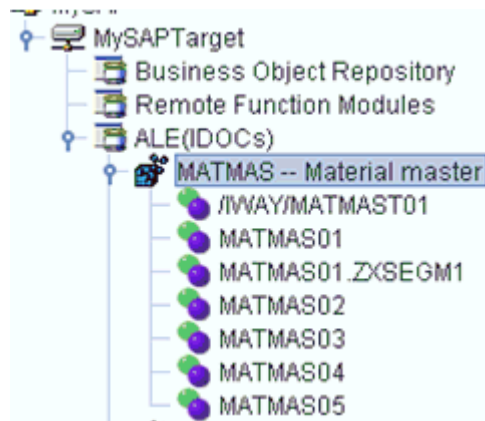 MySAPTarget
Business Object Repository
Remote Function Modules
ALE(IDOCs)
MATMAS -- Material master
/IWAY/MATMAST01
MATMAS01
MATMAS01.ZXSEGM1
MATMAS02
MATMAS03
MATMAS04
MATMAS05